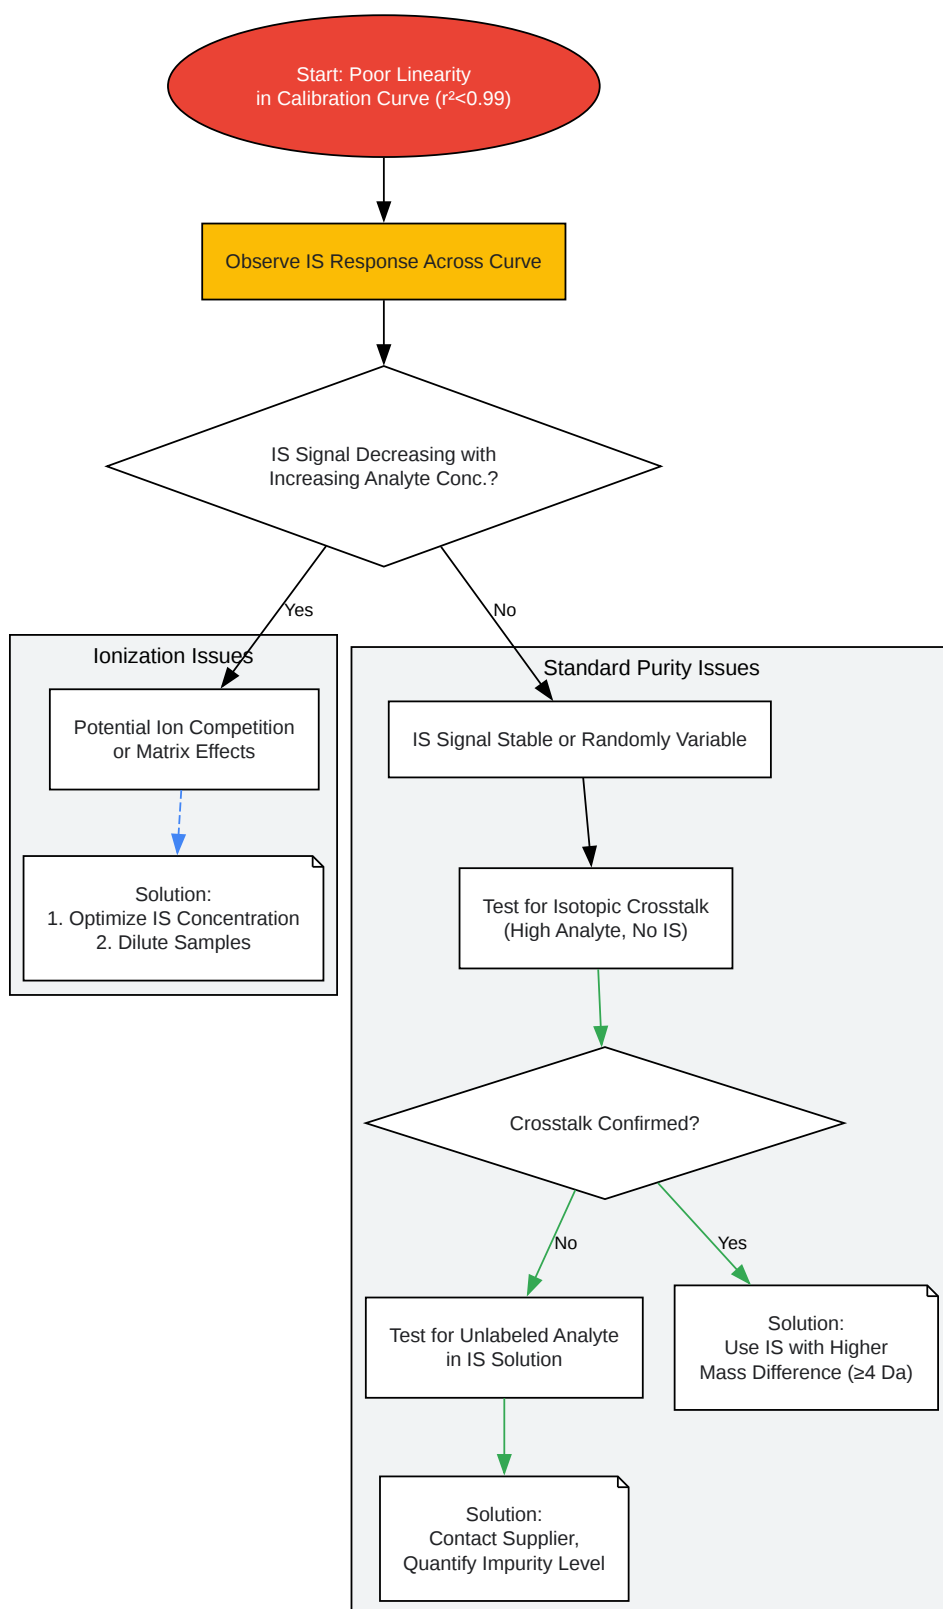 Start: Poor Linearity
in Calibration Curve (r²<0.99)
Observe IS Response Across Curve
IS Signal Decreasing with
Increasing Analyte Conc.?
Yes
No
Ionization Issues
Potential Ion Competition
or Matrix Effects
Solution:
1. Optimize IS Concentration
2. Dilute Samples
Standard Purity Issues
IS Signal Stable or Randomly Variable
Test for Isotopic Crosstalk
(High Analyte, No IS)
Crosstalk Confirmed?
No
Yes
Test for Unlabeled Analyte
in IS Solution
Solution:
Use IS with Higher
Mass Difference (≥4 Da)
Solution:
Contact Supplier,
Quantify Impurity Level